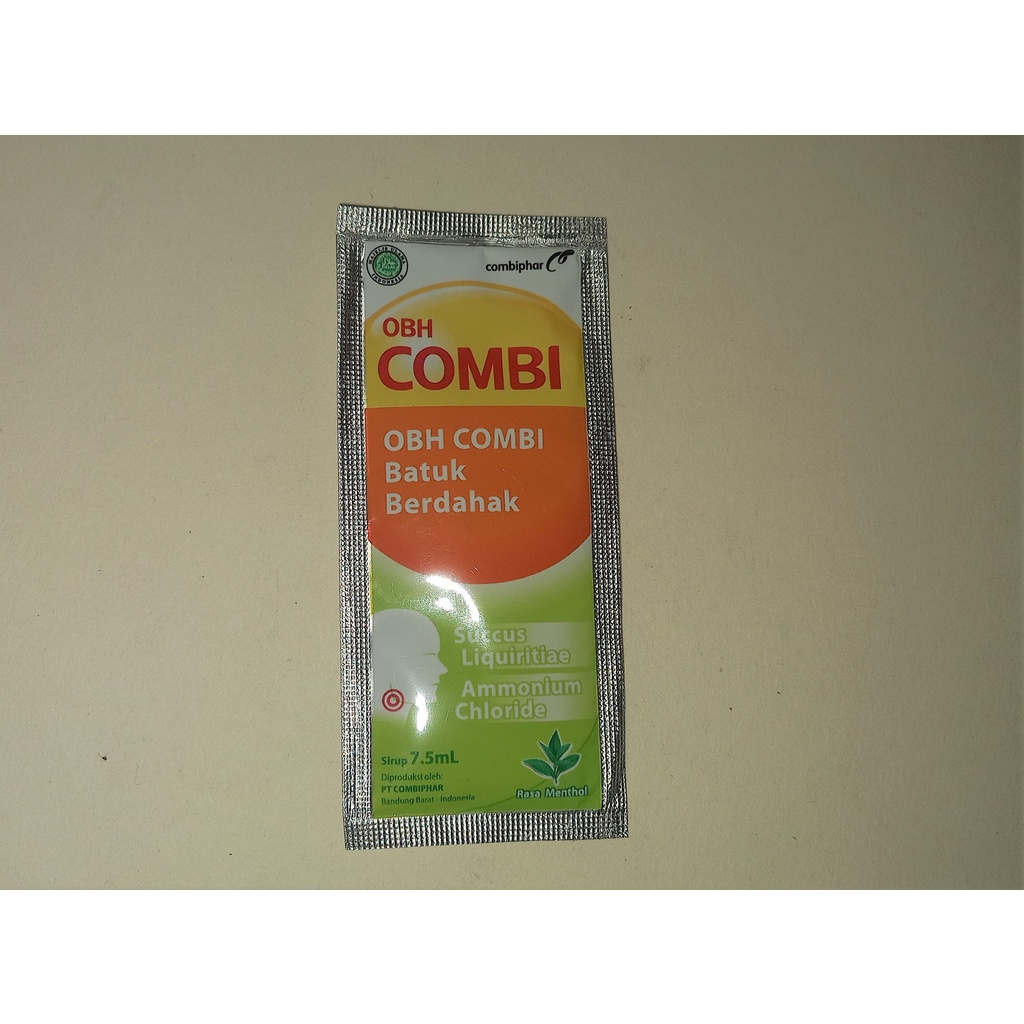 combiphar
OBH
COMBI
OBH COMBI
Batuk
Berdahak
Succus
Liquiritiae
Ammonium
Chloride
Sirup 7.5mL
Diproduksi oleh:
PT COMBIPHAR
Bandung Barat - Indonesia
Rasa Menthol